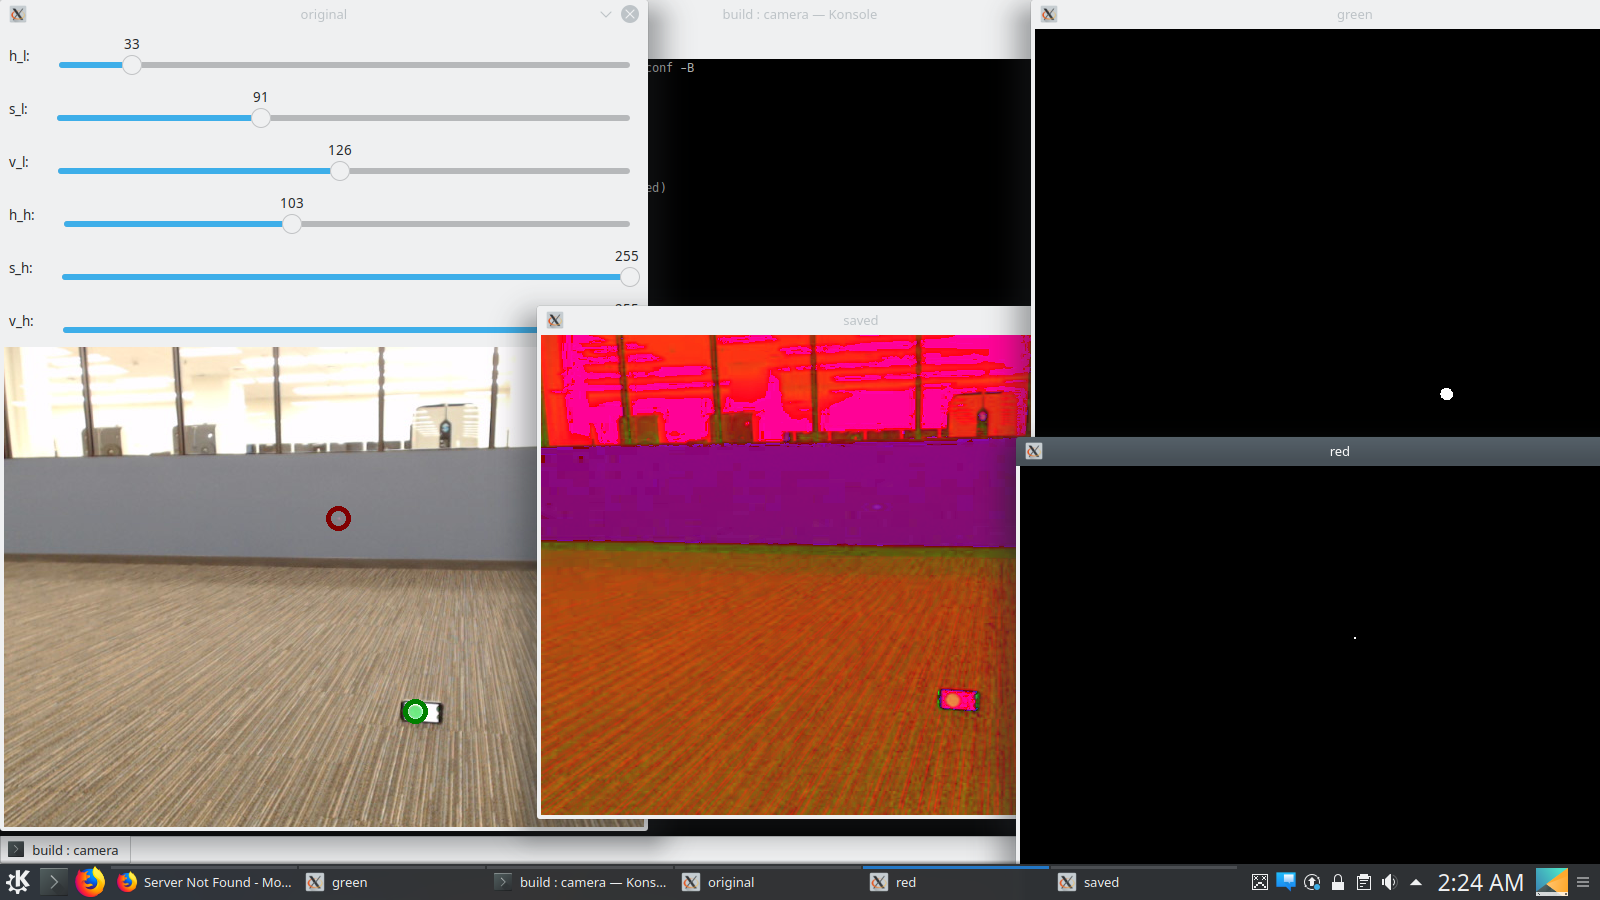 original
build : camera — Konsole
green
33
h_l:
conf -B
91
s_l:
126
v_l:
ed)
103
h_h:
255
s_h:
v_h:
saved
red
build : camera
Server Not Found - Mo...
green
build : camera — Kons...
original
red
saved
2:24 AM